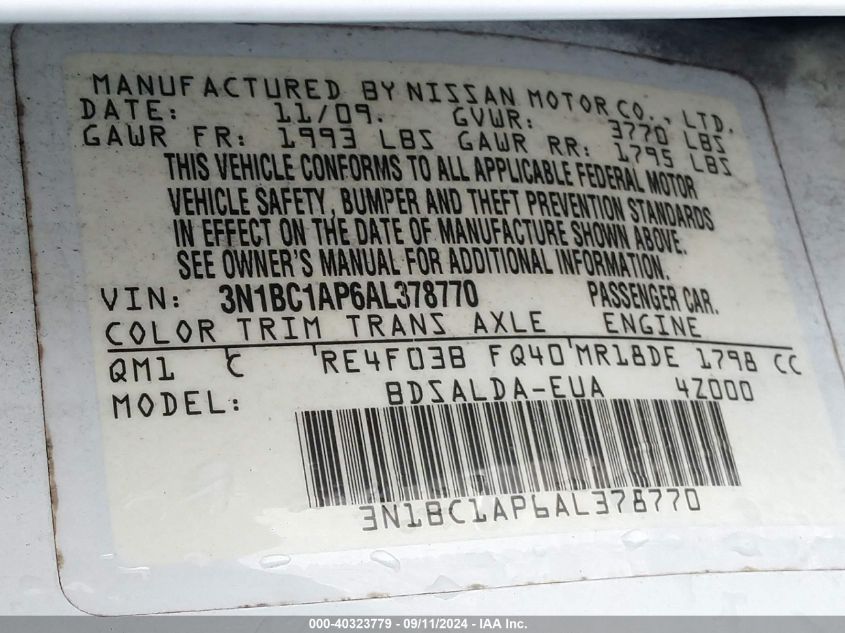 MANUFACTURED BY NISSAN MOTOR CO., LTD.
DATE: 11/09. GVWR: 3770 LBS
GAWR FR: 1993 LBS GAWR RR: 1795 LBS
THIS VEHICLE CONFORMS TO ALL APPLICABLE FEDERAL MOTOR
VEHICLE SAFETY, BUMPER AND THEFT PREVENTION STANDARDS
IN EFFECT ON THE DATE OF MANUFACTURE SHOWN ABOVE.
SEE OWNER'S MANUAL FOR ADDITIONAL INFORMATION.
VIN: 3N1BC1AP6AL378770 PASSENGER CAR.
COLOR TRIM TRANS AXLE ENGINE
QM1 C RE4F03B FQ40 MR18DE 1798 CC
MODEL: BDSALDA-EUA 4Z000
3N1BC1AP6AL378770
000-40323779 - 09/11/2024 - IAA Inc.